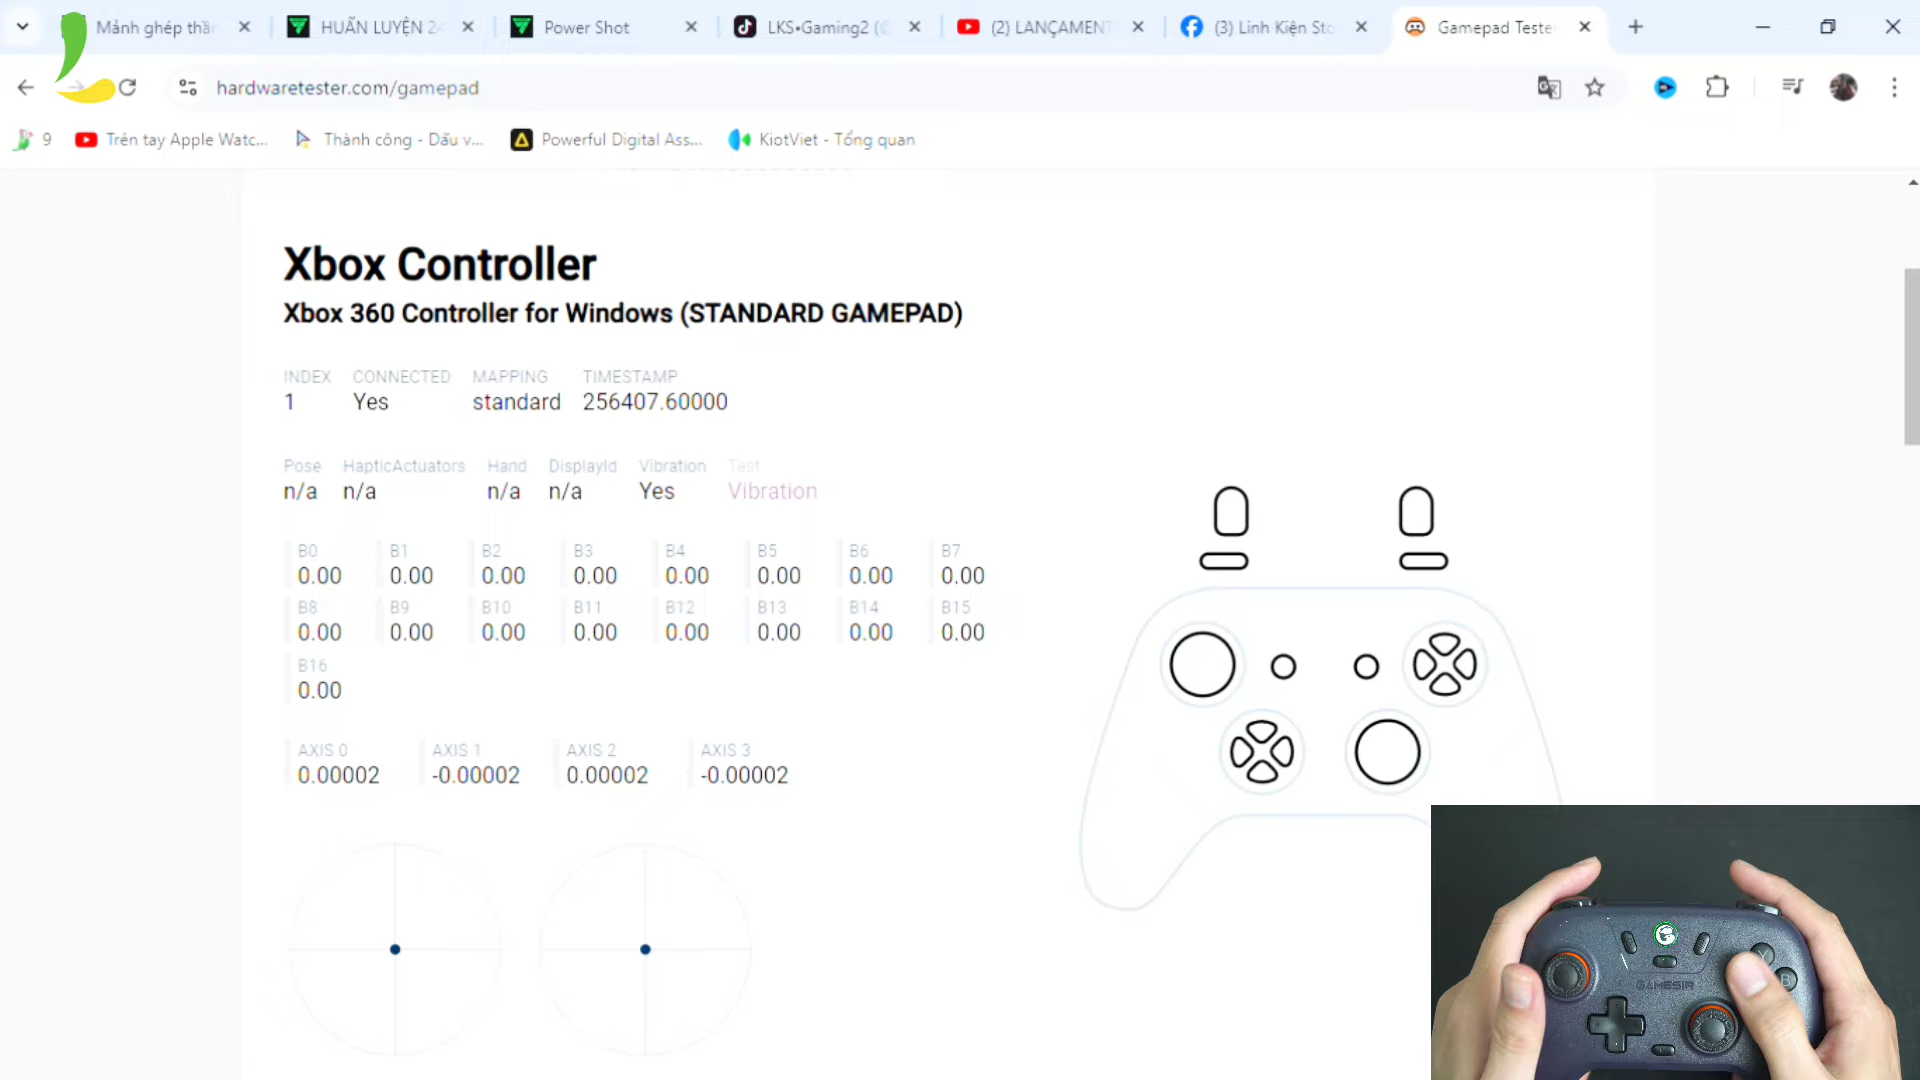 Mảnh ghép thần
HUẤN LUYỆN 2
Power Shot
LKS•Gaming2 (@
(2) LANÇAMENT
(3) Linh Kiện Sto
Gamepad Teste
hardwaretester.com/gamepad
9
Trên tay Apple Watc...
Thành công - Dấu v...
Powerful Digital Ass...
KiotViet - Tổng quan
Xbox Controller
Xbox 360 Controller for Windows (STANDARD GAMEPAD)
INDEX CONNECTED MAPPING TIMESTAMP
1 Yes standard 256407.60000
Pose HapticActuators Hand DisplayId Vibration Test
n/a n/a n/a n/a Yes Vibration
B0 B1 B2 B3 B4 B5 B6 B7
0.00 0.00 0.00 0.00 0.00 0.00 0.00 0.00
B8 B9 B10 B11 B12 B13 B14 B15
0.00 0.00 0.00 0.00 0.00 0.00 0.00 0.00
B16
0.00
AXIS 0 AXIS 1 AXIS 2 AXIS 3
0.00002 -0.00002 0.00002 -0.00002
Y
B
GAMESIR